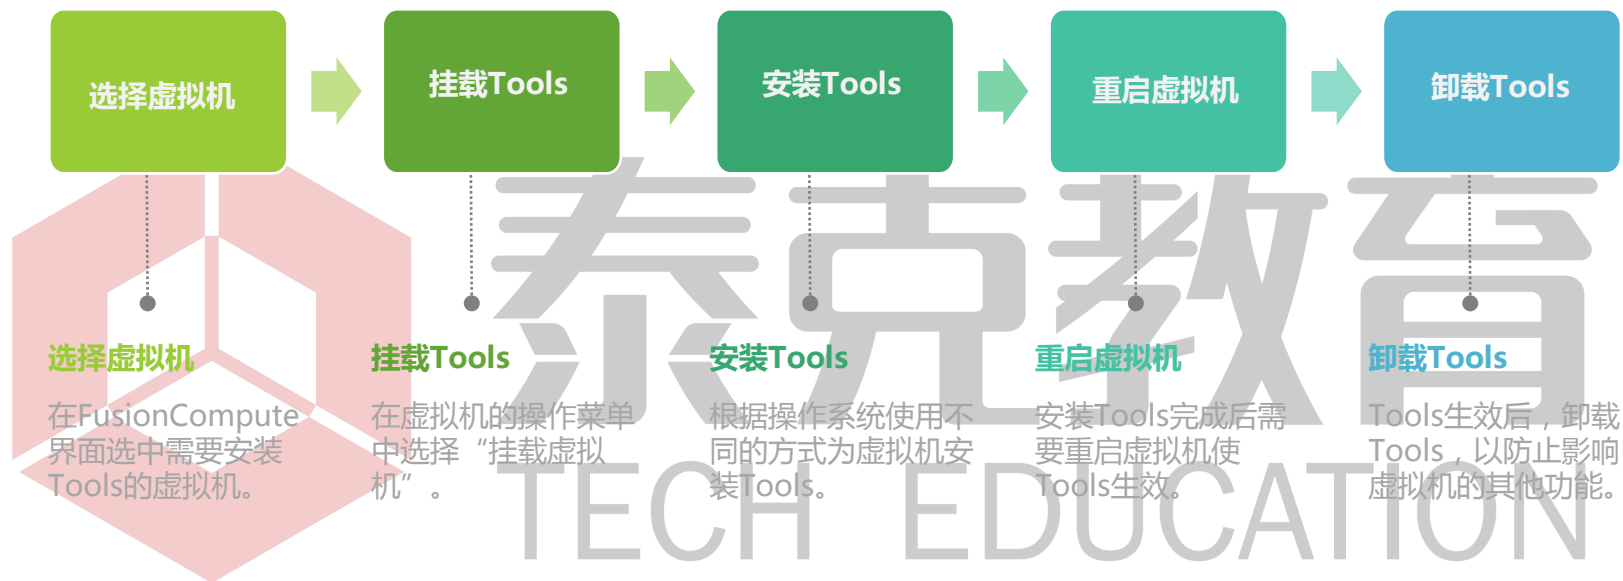 选择虚拟机
挂载Tools
安装Tools
重启虚拟机
卸载Tools
选择虚拟机
在FusionCompute
界面选中需要安装
Tools的虚拟机。
挂载Tools
在虚拟机的操作菜单
中选择“挂载虚拟
机”。
安装Tools
根据操作系统使用不
同的方式为虚拟机安
装Tools。
重启虚拟机
安装Tools完成后需
要重启虚拟机使
Tools生效。
卸载Tools
Tools生效后，卸载
Tools，以防止影响
虚拟机的其他功能。
泰克教育
TECH EDUCATION